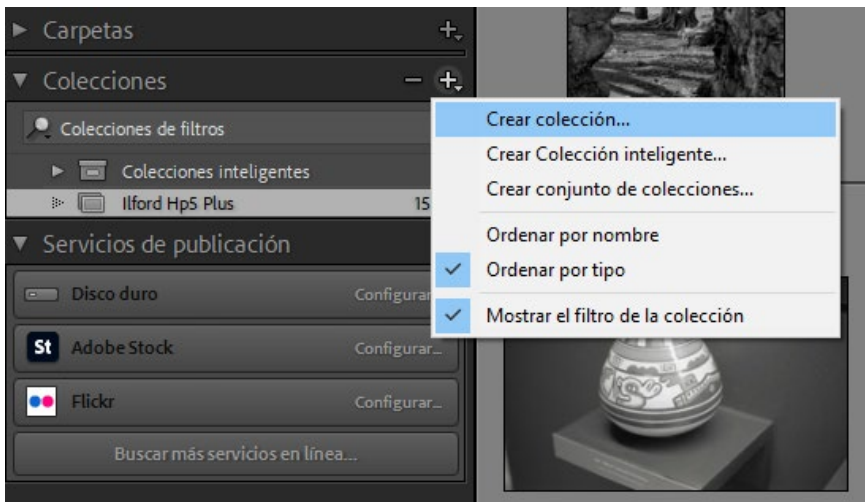 Carpetas
Colecciones
Colecciones de filtros
Colecciones inteligentes
Ilford Hp5 Plus 15
Crear colección...
Crear Colección inteligente...
Crear conjunto de colecciones...
Ordenar por nombre
Ordenar por tipo
Mostrar el filtro de la colección
Servicios de publicación
Disco duro Configurar
St Adobe Stock Configurar...
Flickr Configurar...
Buscar más servicios en línea...